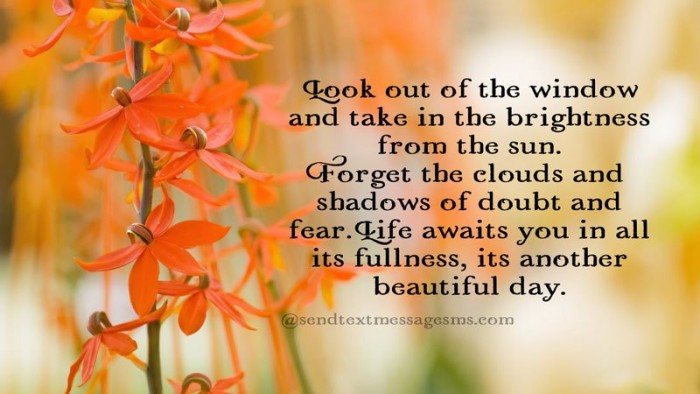 Look out of the window
and take in the brightness
from the sun.
Forget the clouds and
shadows of doubt and
fear.Life awaits you in all
its fullness, its another
beautiful day.
@sendtextmessagesms.com